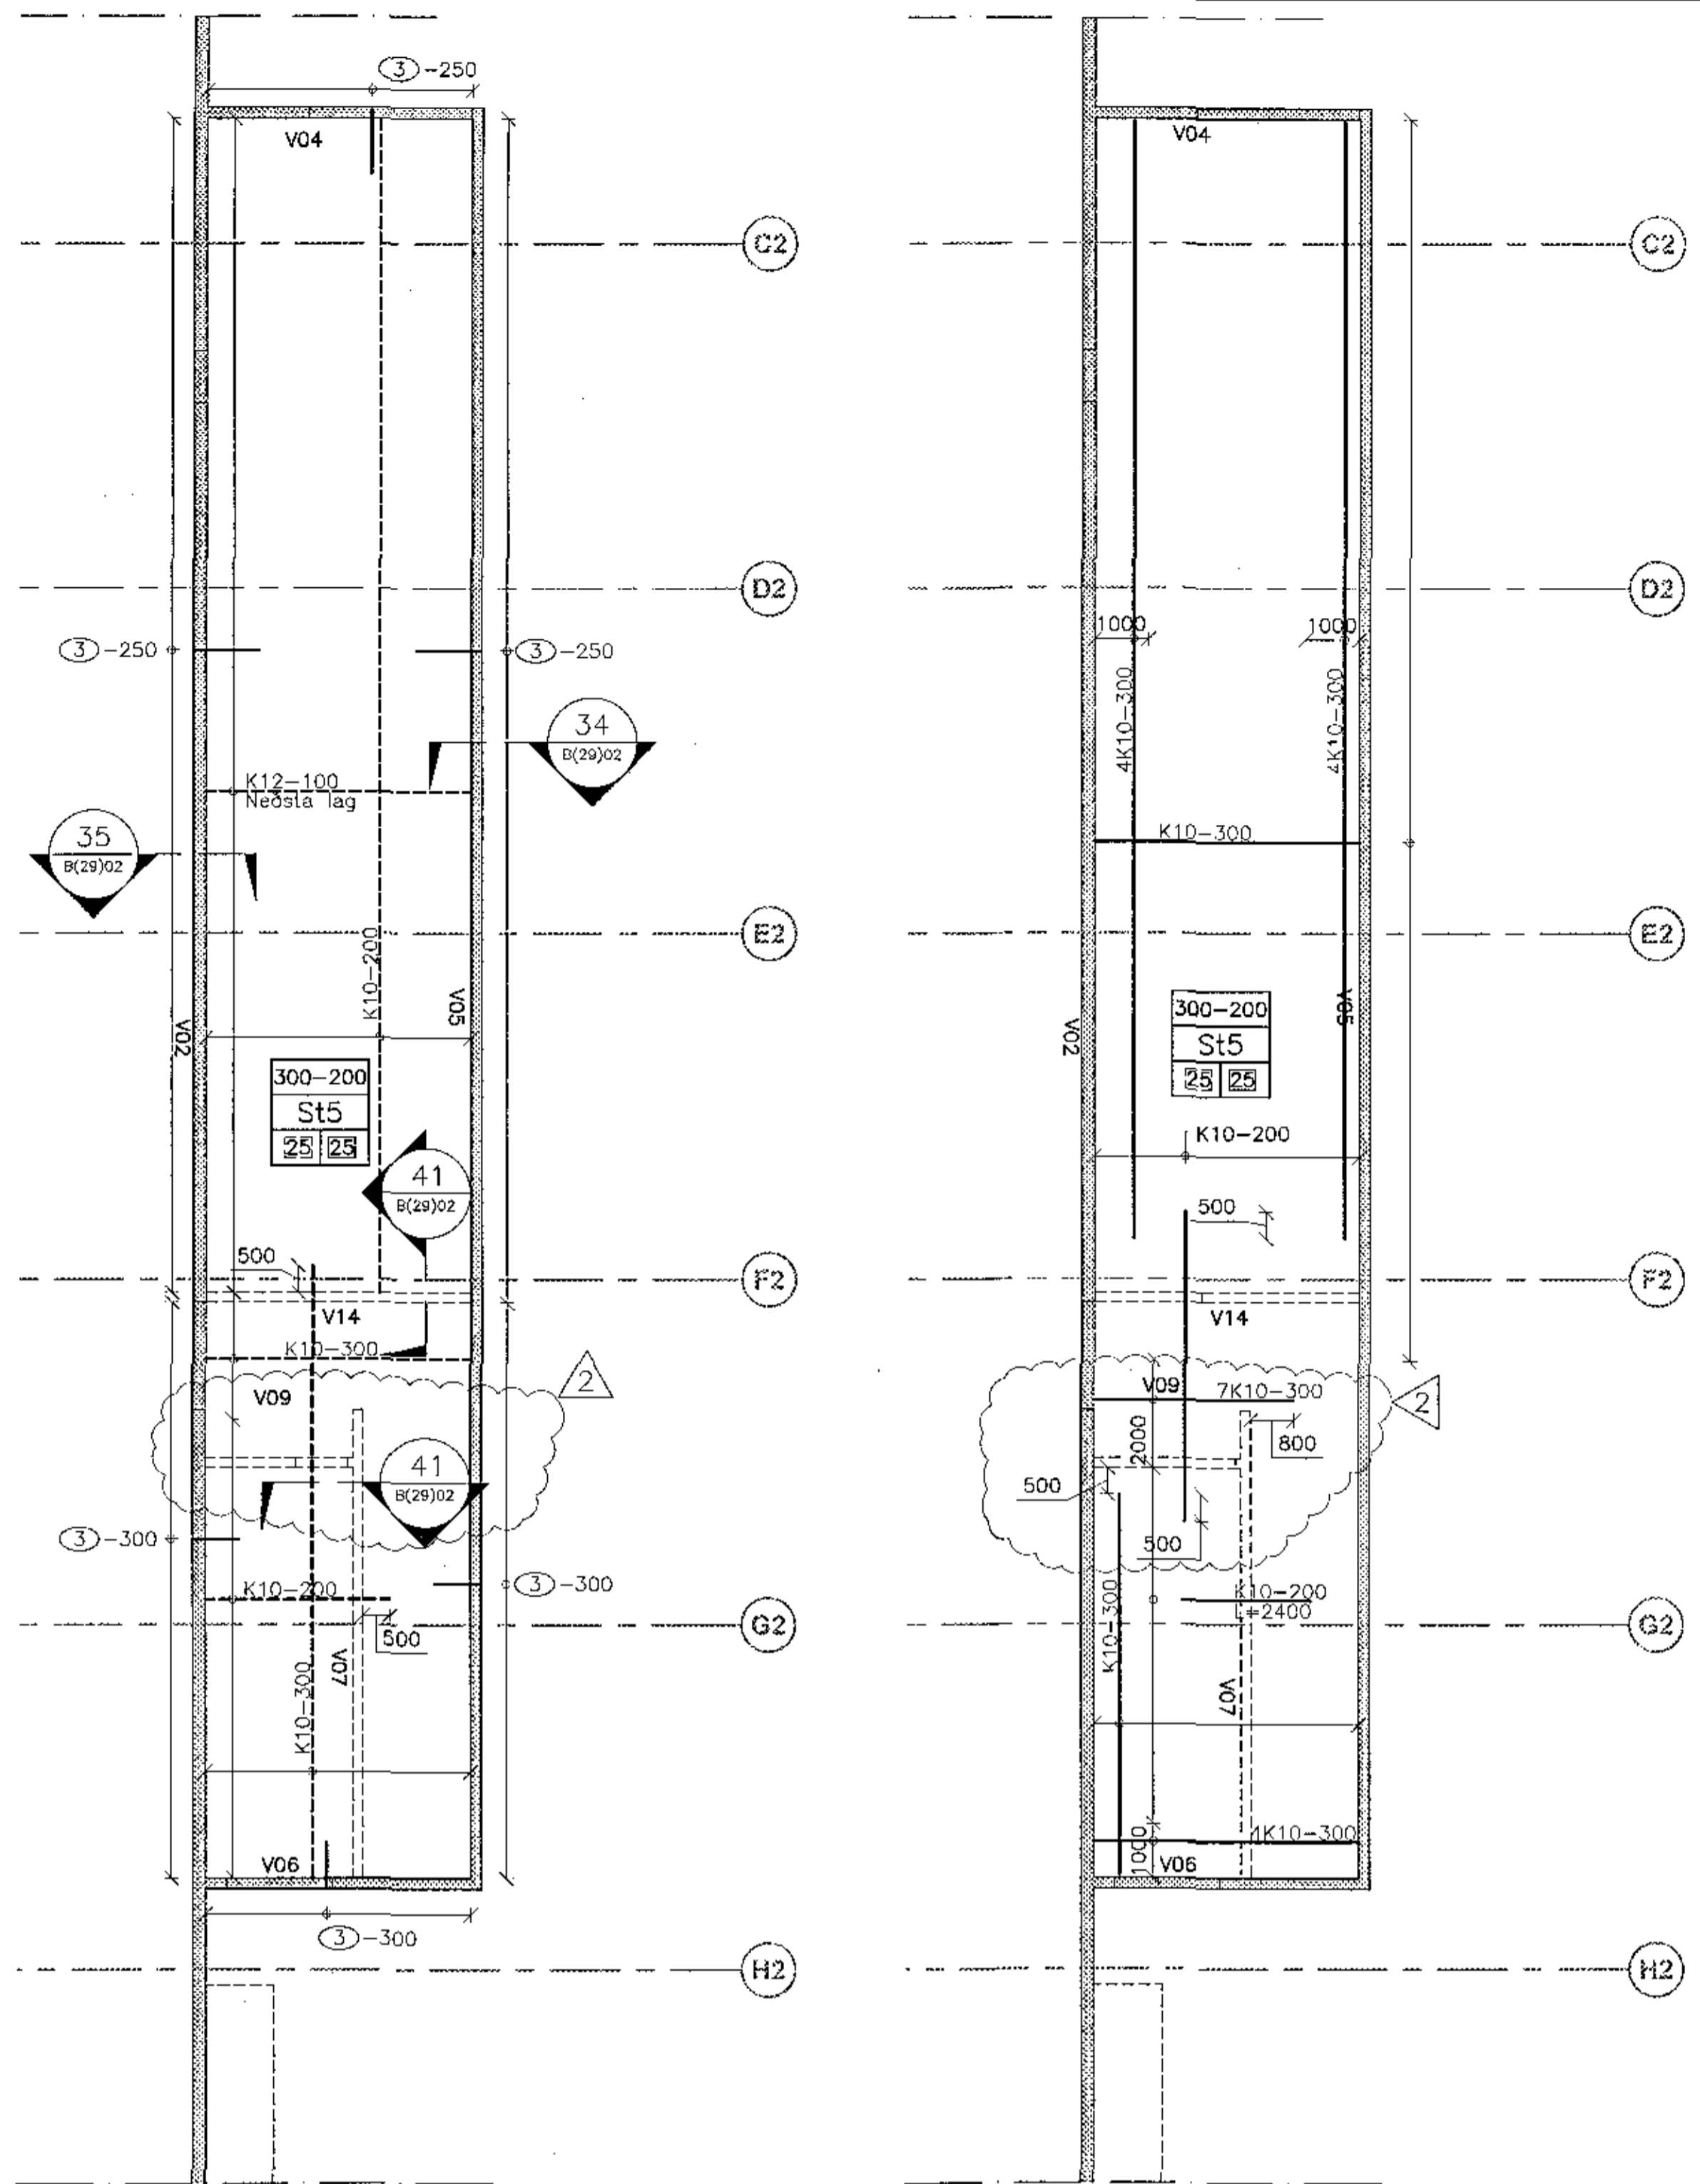 3 -250
V04
C2
D2
3 -250
3 -250
34
B(29)02
K12-100
Neðsta lag
35
B(29)02
E2
K10-200
V05
V02
300-200
St5
25 25
41
B(29)02
500
F2
V14
K10-300
2
V09
41
B(29)02
3 -300
K10-200
3 -300
500
G2
V07
K10-300
V06
3 -300
H2
V04
C2
D2
1000
1000
4K10-300
4K10-300
K10-300
E2
V05
V02
300-200
St5
25 25
K10-200
500
F2
V14
V09
7K10-300
2
2000
800
500
500
K10-300
K10-200
L=2400
G2
V07
1000
4K10-300
V06
H2